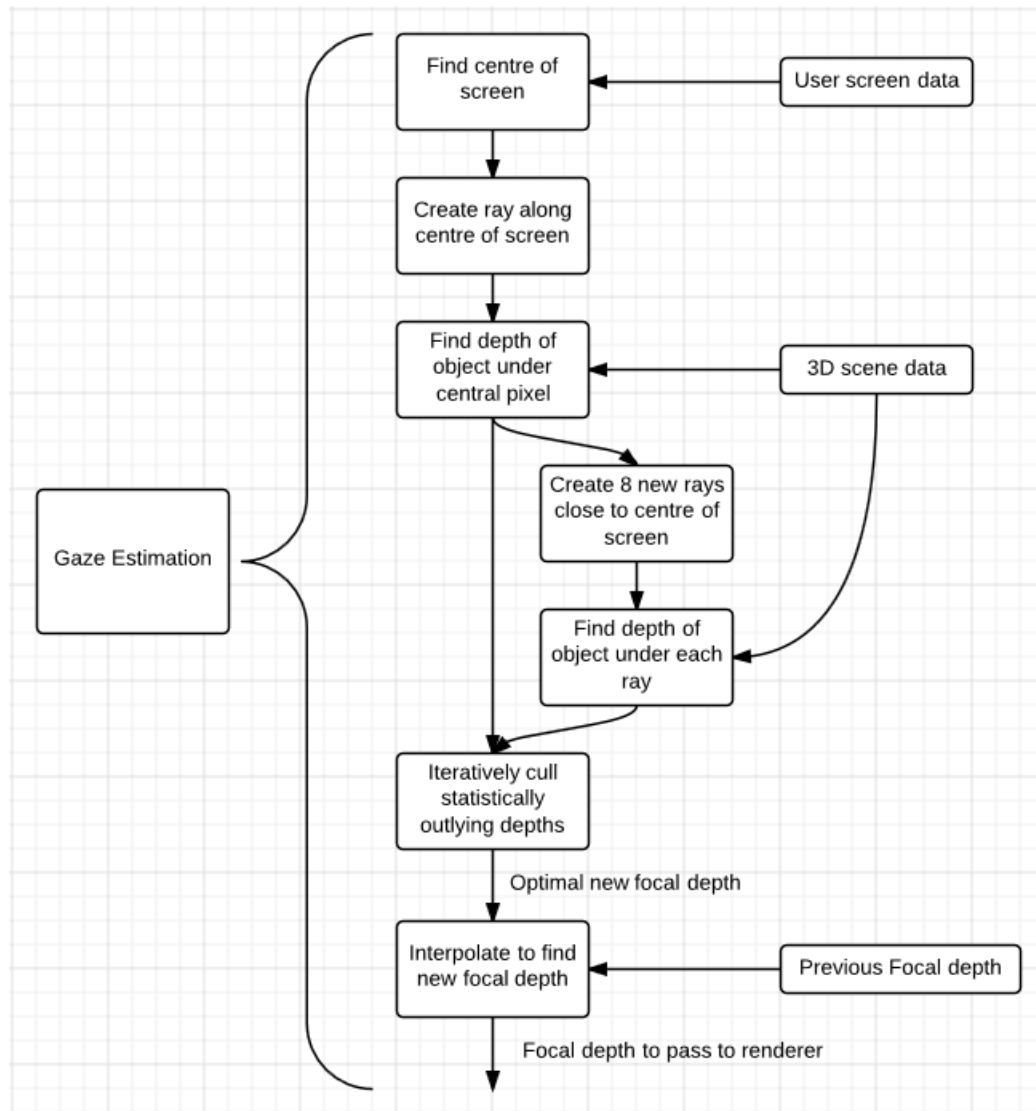 Find centre of
screen
User screen data
Create ray along
centre of screen
Find depth of
object under
central pixel
3D scene data
Create 8 new rays
close to centre of
screen
Gaze Estimation
Find depth of
object under each
ray
Iteratively cull
statistically
outlying depths
Optimal new focal depth
Interpolate to find
new focal depth
Previous Focal depth
Focal depth to pass to renderer